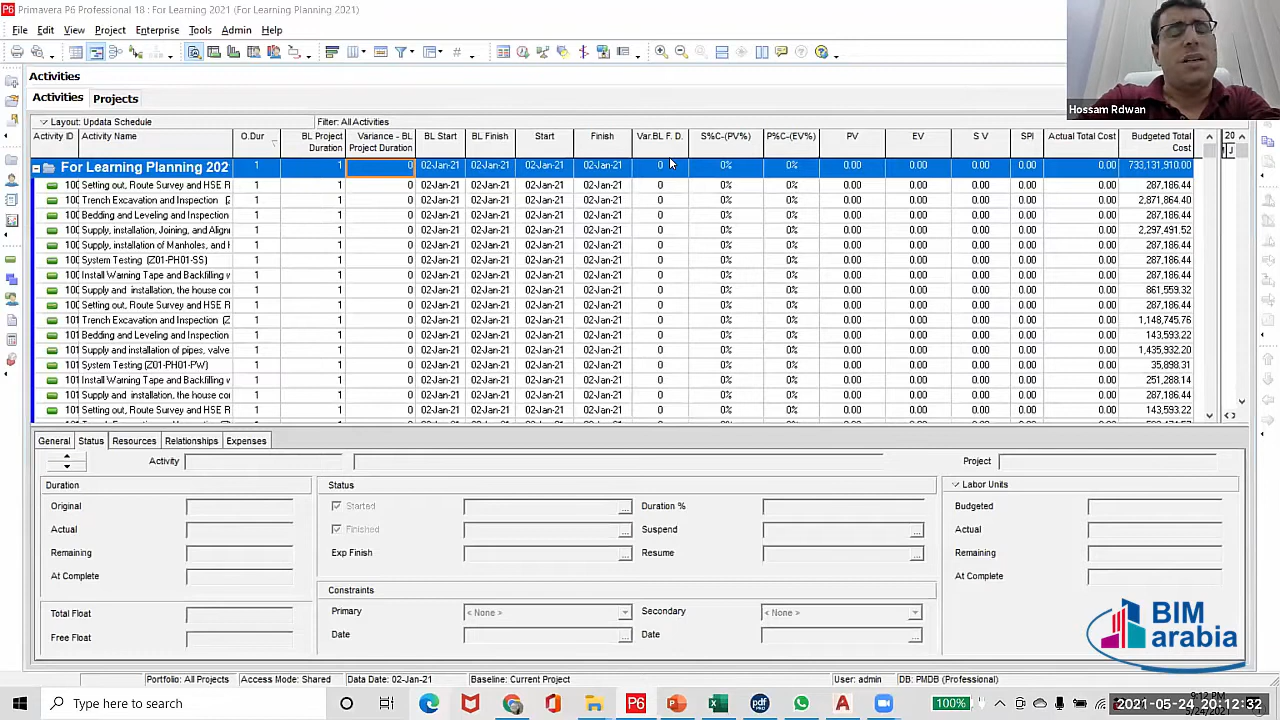 Primavera P6 Professional 18 : For Learning 2021 (For Learning Planning 2021)
File Edit View Project Enterprise Tools Admin Help
Activities
Activities Projects
Layout: Updata Schedule Filter: All Activities
Activity ID Activity Name O.Dur BL Project Duration Variance - BL Project Duration BL Start BL Finish Start Finish Var.BL F. D. S%C-(PV%) P%C-(EV%) PV EV S V SPI Actual Total Cost Budgeted Total Cost 20
For Learning Planning 202 1 1 0 02-Jan-21 02-Jan-21 02-Jan-21 02-Jan-21 0 0% 0% 0.00 0.00 0.00 0.00 0.00 733,131,910.00
100 Setting out, Route Survey and HSE R 1 1 0 02-Jan-21 02-Jan-21 02-Jan-21 02-Jan-21 0 0% 0% 0.00 0.00 0.00 0.00 0.00 287,186.44
100 Trench Excavation and Inspection 1 1 0 02-Jan-21 02-Jan-21 02-Jan-21 02-Jan-21 0 0% 0% 0.00 0.00 0.00 0.00 0.00 2,871,864.40
100 Bedding and Leveling and Inspection 1 1 0 02-Jan-21 02-Jan-21 02-Jan-21 02-Jan-21 0 0% 0% 0.00 0.00 0.00 0.00 0.00 287,186.44
100 Supply, installation, Joining, and Align 1 1 0 02-Jan-21 02-Jan-21 02-Jan-21 02-Jan-21 0 0% 0% 0.00 0.00 0.00 0.00 0.00 2,297,491.52
100 Supply, installation of Manholes, and 1 1 0 02-Jan-21 02-Jan-21 02-Jan-21 02-Jan-21 0 0% 0% 0.00 0.00 0.00 0.00 0.00 287,186.44
100 System Testing (Z01-PH01-SS) 1 1 0 02-Jan-21 02-Jan-21 02-Jan-21 02-Jan-21 0 0% 0% 0.00 0.00 0.00 0.00 0.00 287,186.44
100 Install Warning Tape and Backfilling w 1 1 0 02-Jan-21 02-Jan-21 02-Jan-21 02-Jan-21 0 0% 0% 0.00 0.00 0.00 0.00 0.00 287,186.44
100 Supply and installation, the house co 1 1 0 02-Jan-21 02-Jan-21 02-Jan-21 02-Jan-21 0 0% 0% 0.00 0.00 0.00 0.00 0.00 861,559.32
100 Setting out, Route Survey and HSE R 1 1 0 02-Jan-21 02-Jan-21 02-Jan-21 02-Jan-21 0 0% 0% 0.00 0.00 0.00 0.00 0.00 287,186.44
101 Trench Excavation and Inspection 1 1 0 02-Jan-21 02-Jan-21 02-Jan-21 02-Jan-21 0 0% 0% 0.00 0.00 0.00 0.00 0.00 1,148,745.76
101 Bedding and Leveling and Inspection 1 1 0 02-Jan-21 02-Jan-21 02-Jan-21 02-Jan-21 0 0% 0% 0.00 0.00 0.00 0.00 0.00 143,593.22
101 Supply and installation of pipes, valve 1 1 0 02-Jan-21 02-Jan-21 02-Jan-21 02-Jan-21 0 0% 0% 0.00 0.00 0.00 0.00 0.00 1,435,932.20
101 System Testing (Z01-PH01-PW) 1 1 0 02-Jan-21 02-Jan-21 02-Jan-21 02-Jan-21 0 0% 0% 0.00 0.00 0.00 0.00 0.00 35,898.31
101 Install Warning Tape and Backfilling w 1 1 0 02-Jan-21 02-Jan-21 02-Jan-21 02-Jan-21 0 0% 0% 0.00 0.00 0.00 0.00 0.00 251,288.14
101 Supply and installation, the house co 1 1 0 02-Jan-21 02-Jan-21 02-Jan-21 02-Jan-21 0 0% 0% 0.00 0.00 0.00 0.00 0.00 287,186.44
101 Setting out, Route Survey and HSE R 1 1 0 02-Jan-21 02-Jan-21 02-Jan-21 02-Jan-21 0 0% 0% 0.00 0.00 0.00 0.00 0.00 143,593.22
General Status Resources Relationships Expenses
Activity Project
Duration Status Labor Units
Original Started Duration % Budgeted
Actual Finished Suspend Actual
Remaining Exp Finish Resume Remaining
At Complete At Complete
Constraints
Total Float Primary < None > Secondary < None >
Free Float Date Date
Portfolio: All Projects Access Mode: Shared Data Date: 02-Jan-21 Baseline: Current Project User: admin DB: PMDB (Professional)
Type here to search P6 100%
2021-05-24 20:12:32
Hossam Rdwan
BIM
arabia